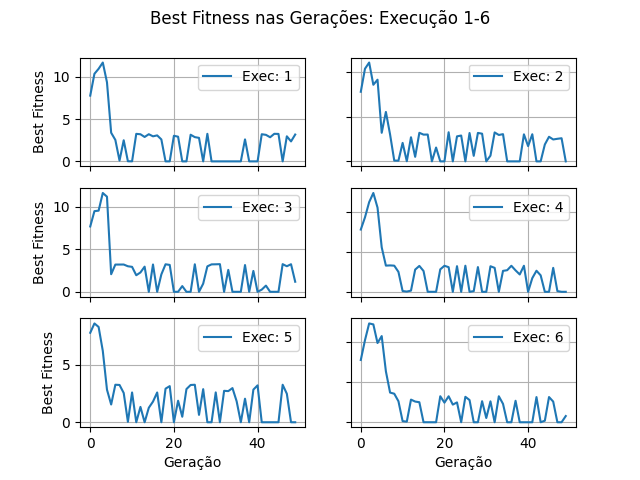 Best Fitness nas Gerações: Execução 1-6
Best Fitness
10
5
0
Exec: 1
Exec: 2
Best Fitness
10
5
0
Exec: 3
Exec: 4
Best Fitness
5
0
Exec: 5
Exec: 6
0 20 40
0 20 40
Geração
Geração